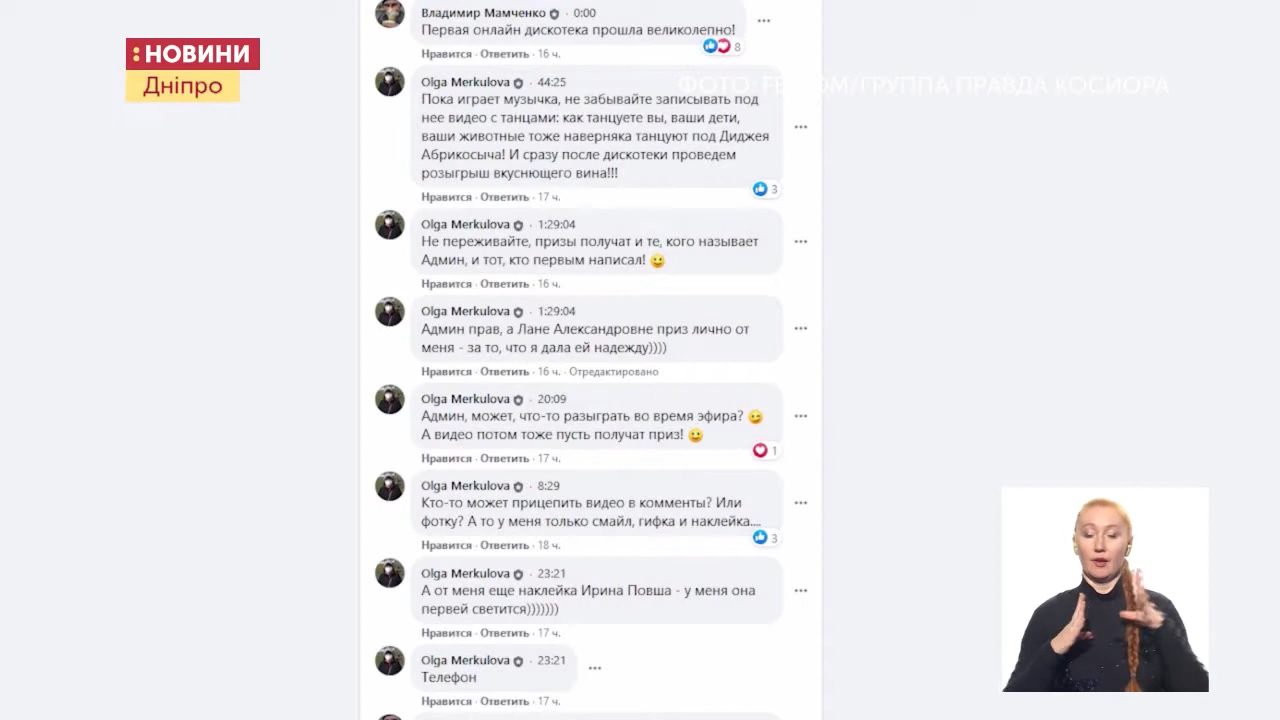 : НОВИНИ
Дніпро
ФОТО: FB.COM/ГРУППА ПРАВДА КОСИОРА
Владимир Мамченко · 0:00
Первая онлайн дискотека прошла великолепно!
8
Нравится · Ответить · 16 ч.
Olga Merkulova · 44:25
Пока играет музычка, не забывайте записывать под
нее видео с танцами: как танцуете вы, ваши дети,
ваши животные тоже наверняка танцуют под Диджея
Абрикосыча! И сразу после дискотеки проведем
розыгрыш вкуснющего вина!!!
3
Нравится · Ответить · 17 ч.
Olga Merkulova · 1:29:04
Не переживайте, призы получат и те, кого называет
Админ, и тот, кто первым написал! 😉
Нравится · Ответить · 16 ч.
Olga Merkulova · 1:29:04
Админ прав, а Лане Александровне приз лично от
меня - за то, что я дала ей надежду))))
Нравится · Ответить · 16 ч. · Отредактировано
Olga Merkulova · 20:09
Админ, может, что-то разыграть во время эфира? 😉
А видео потом тоже пусть получат приз! 😀
1
Нравится · Ответить · 17 ч.
Olga Merkulova · 8:29
Кто-то может прицепить видео в комменты? Или
фотку? А то у меня только смайл, гифка и наклейка....
3
Нравится · Ответить · 18 ч.
Olga Merkulova · 23:21
А от меня еще наклейка Ирина Повша - у меня она
первей светится)))))))
Нравится · Ответить · 17 ч.
Olga Merkulova · 23:21
Телефон
Нравится · Ответить · 17 ч.